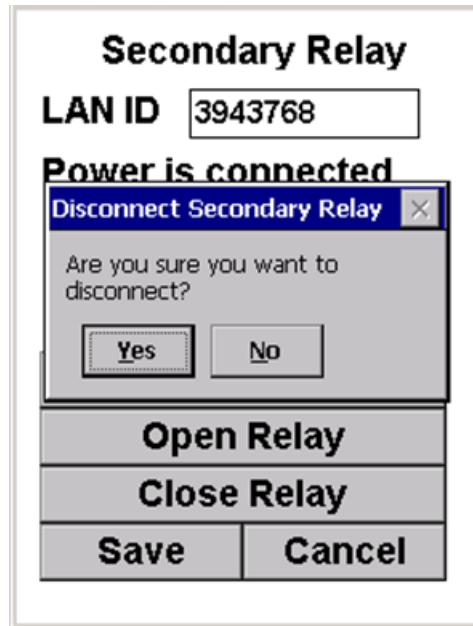 Secondary Relay
LAN ID 3943768
Power is connected
Disconnect Secondary Relay
Are you sure you want to
disconnect?
Yes No
Open Relay
Close Relay
Save Cancel